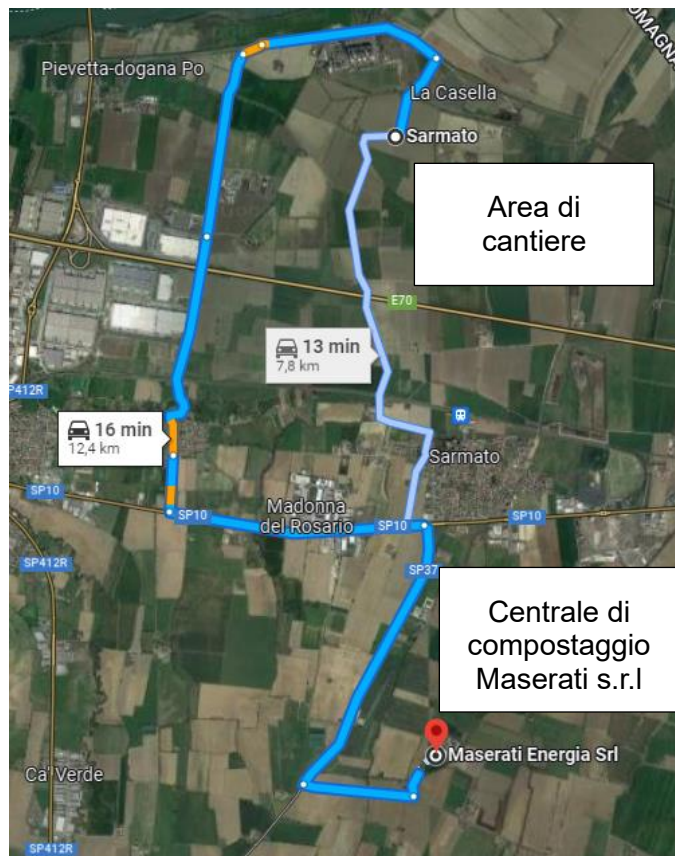 OMAGNA
Pievetta-dogana Po
La Casella
Sarmato
Area di
cantiere
E70
13 min
7,8 km
SP412R
16 min
12,4 km
Sarmato
SP10
SP10
Madonna
del Rosario
SP10
SP10
SP412R
SP37
Centrale di
compostaggio
Maserati s.r.l
Maserati Energia Srl
Ca' Verde
SP412R